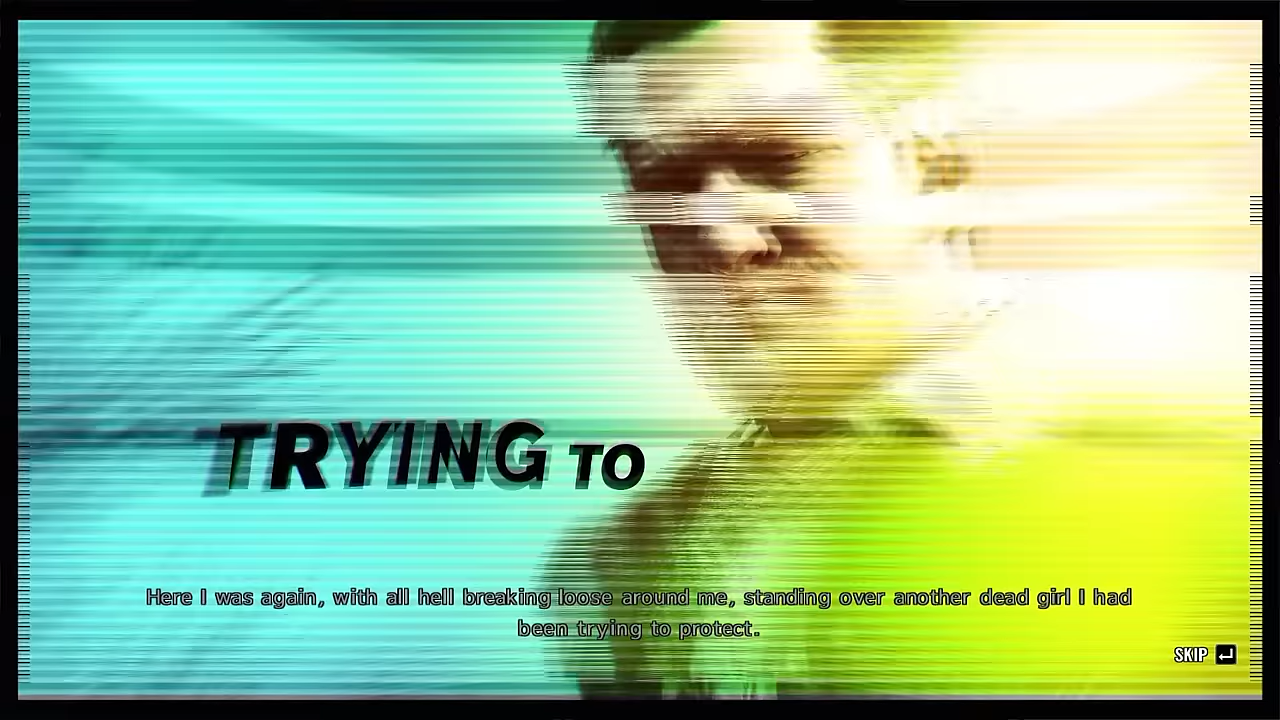 TRYING TO
Here I was again, with all hell breaking loose around me, standing over another dead girl I had
been trying to protect.
SKIP